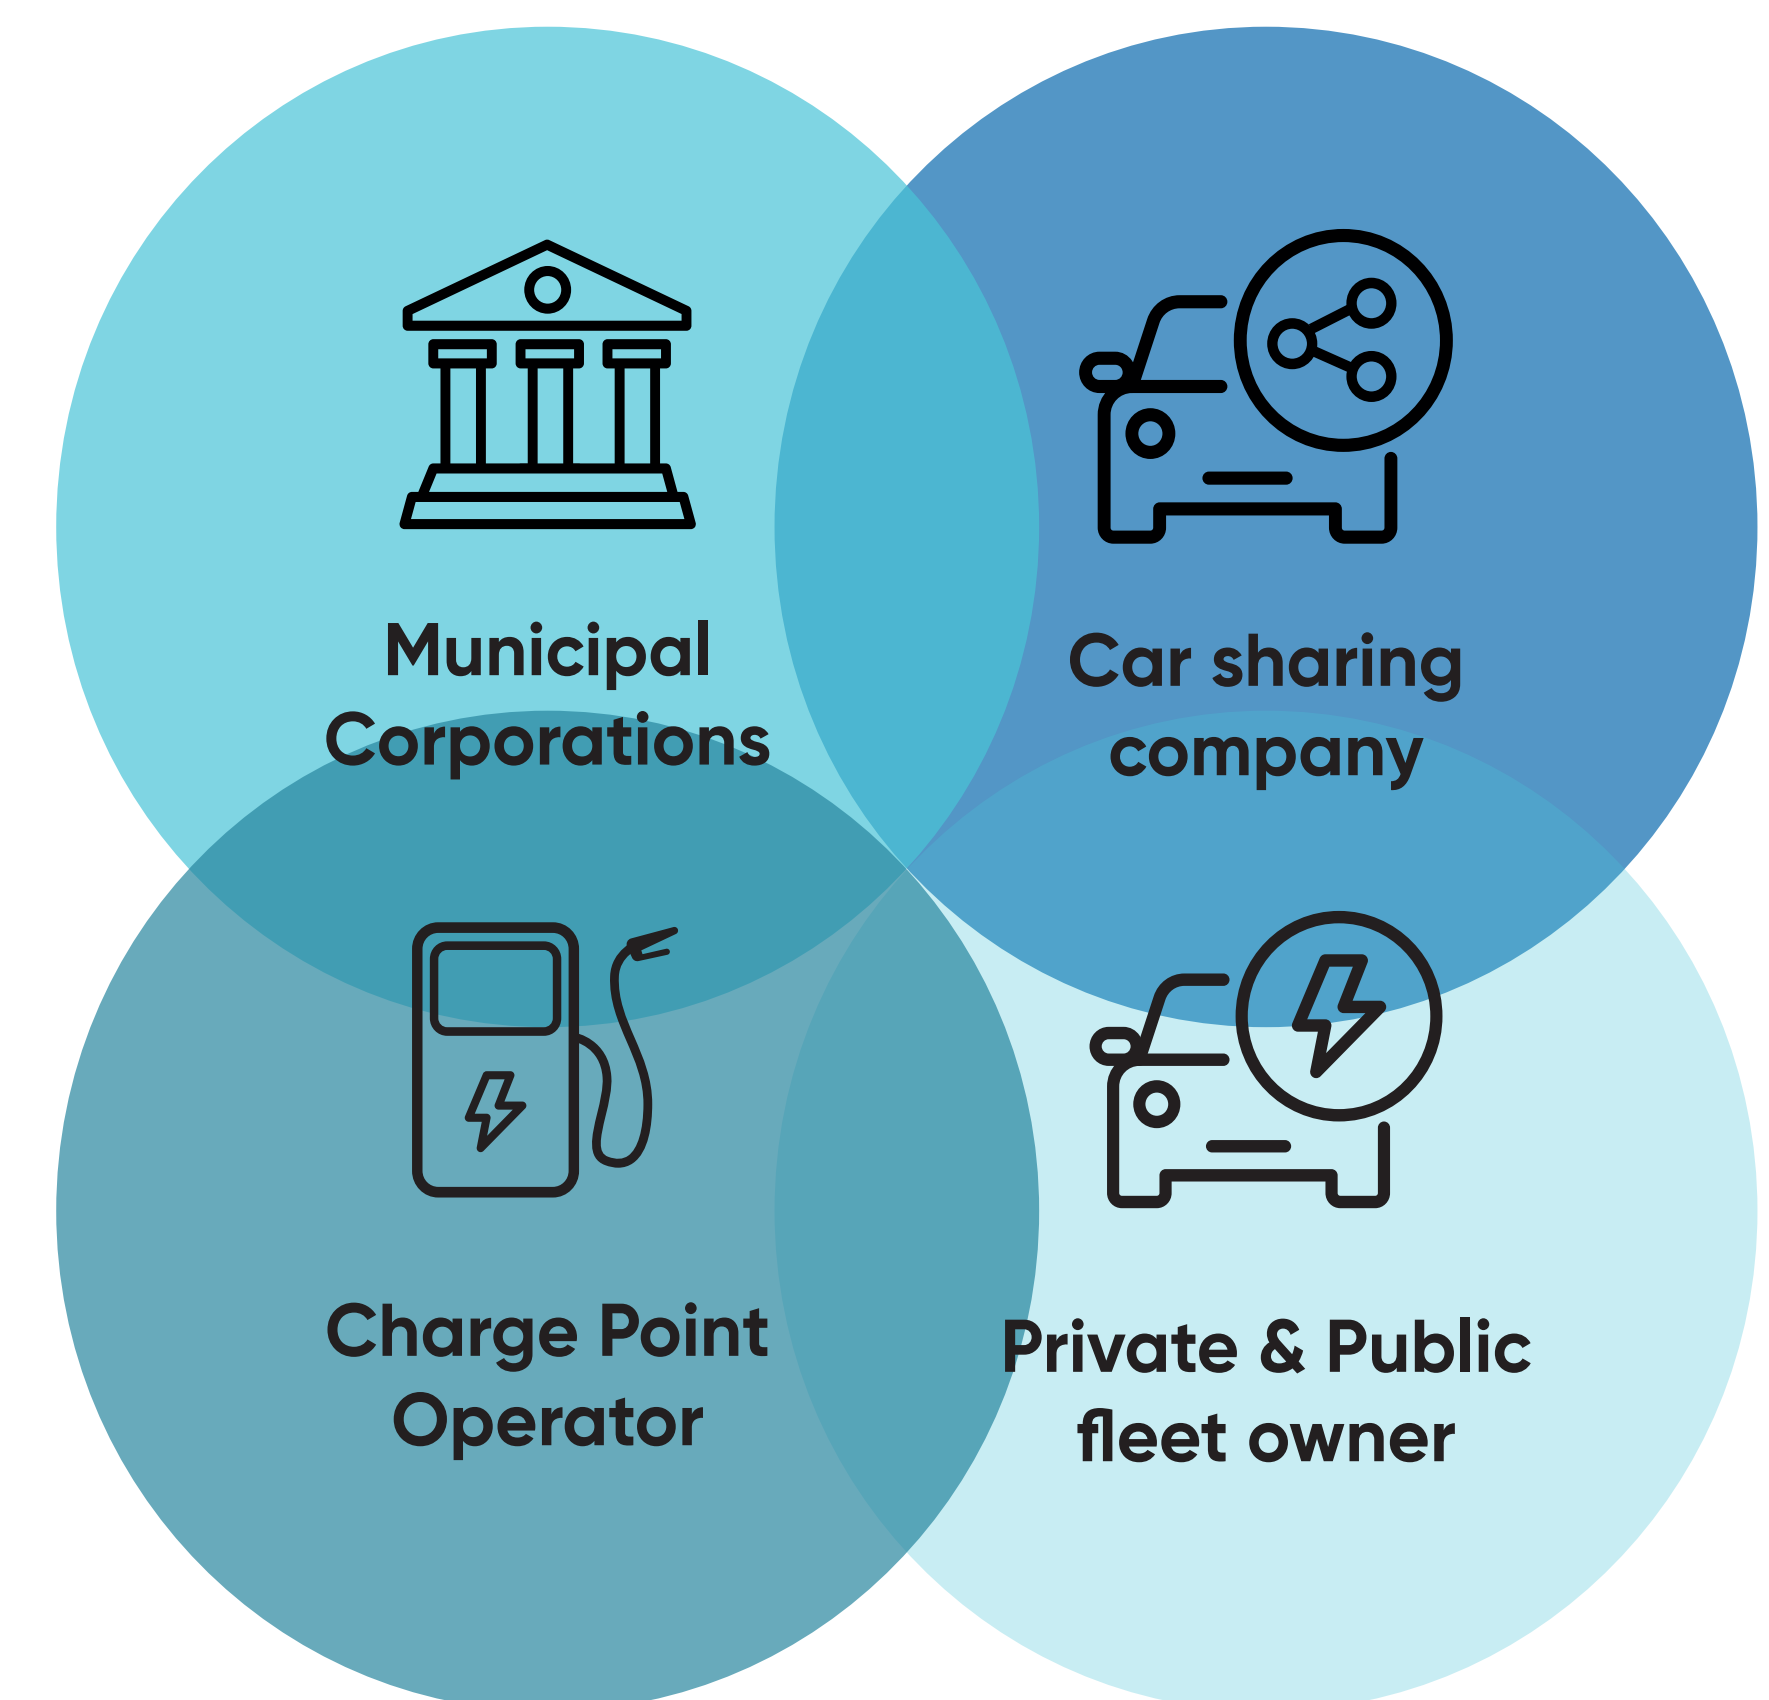 Municipal
Corporations
Car sharing
company
Charge Point
Operator
Private & Public
fleet owner